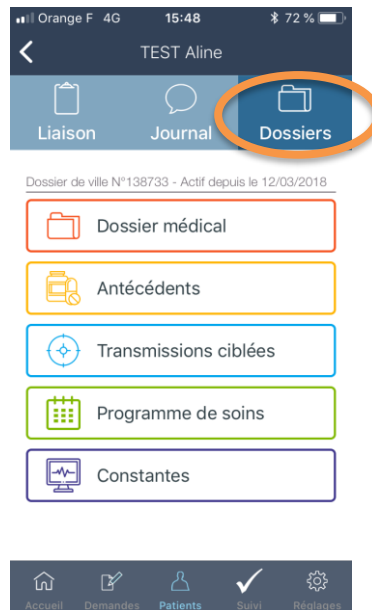 Orange F 4G 15:48 72 %
TEST Aline
Liaison Journal Dossiers
Dossier de ville N°138733 - Actif depuis le 12/03/2018
Dossier médical
Antécédents
Transmissions ciblées
Programme de soins
Constantes
Accueil Demandes Patients Suivi Réglages